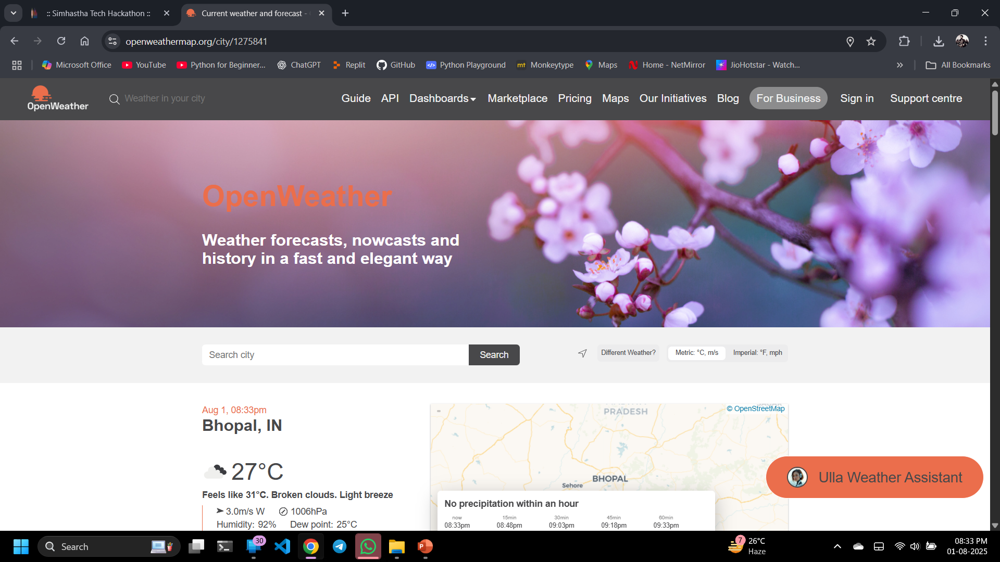 :: Simhastha Tech Hackathon ::
Current weather and forecast -
openweathermap.org/city/1275841
Microsoft Office
YouTube
Python for Beginner...
ChatGPT
Replit
GitHub
Python Playground
mt Monkeytype
Maps
Home - NetMirror
JioHotstar - Watch...
All Bookmarks
OpenWeather
Weather in your city
Guide
API
Dashboards
Marketplace
Pricing
Maps
Our Initiatives
Blog
For Business
Sign in
Support centre
OpenWeather
Weather forecasts, nowcasts and
history in a fast and elegant way
Search city
Search
Different Weather?
Metric: °C, m/s
Imperial: °F, mph
Aug 1, 08:33pm
Bhopal, IN
27°C
Feels like 31°C. Broken clouds. Light breeze
3.0m/s W
1006hPa
Humidity: 92%
Dew point: 25°C
PRADESH
© OpenStreetMap
BHOPAL
Sehore
No precipitation within an hour
now
15min
30min
45min
60min
08:33pm
08:48pm
09:03pm
09:18pm
09:33pm
Ulla Weather Assistant
Search
30
7
26°C
Haze
08:33 PM
01-08-2025